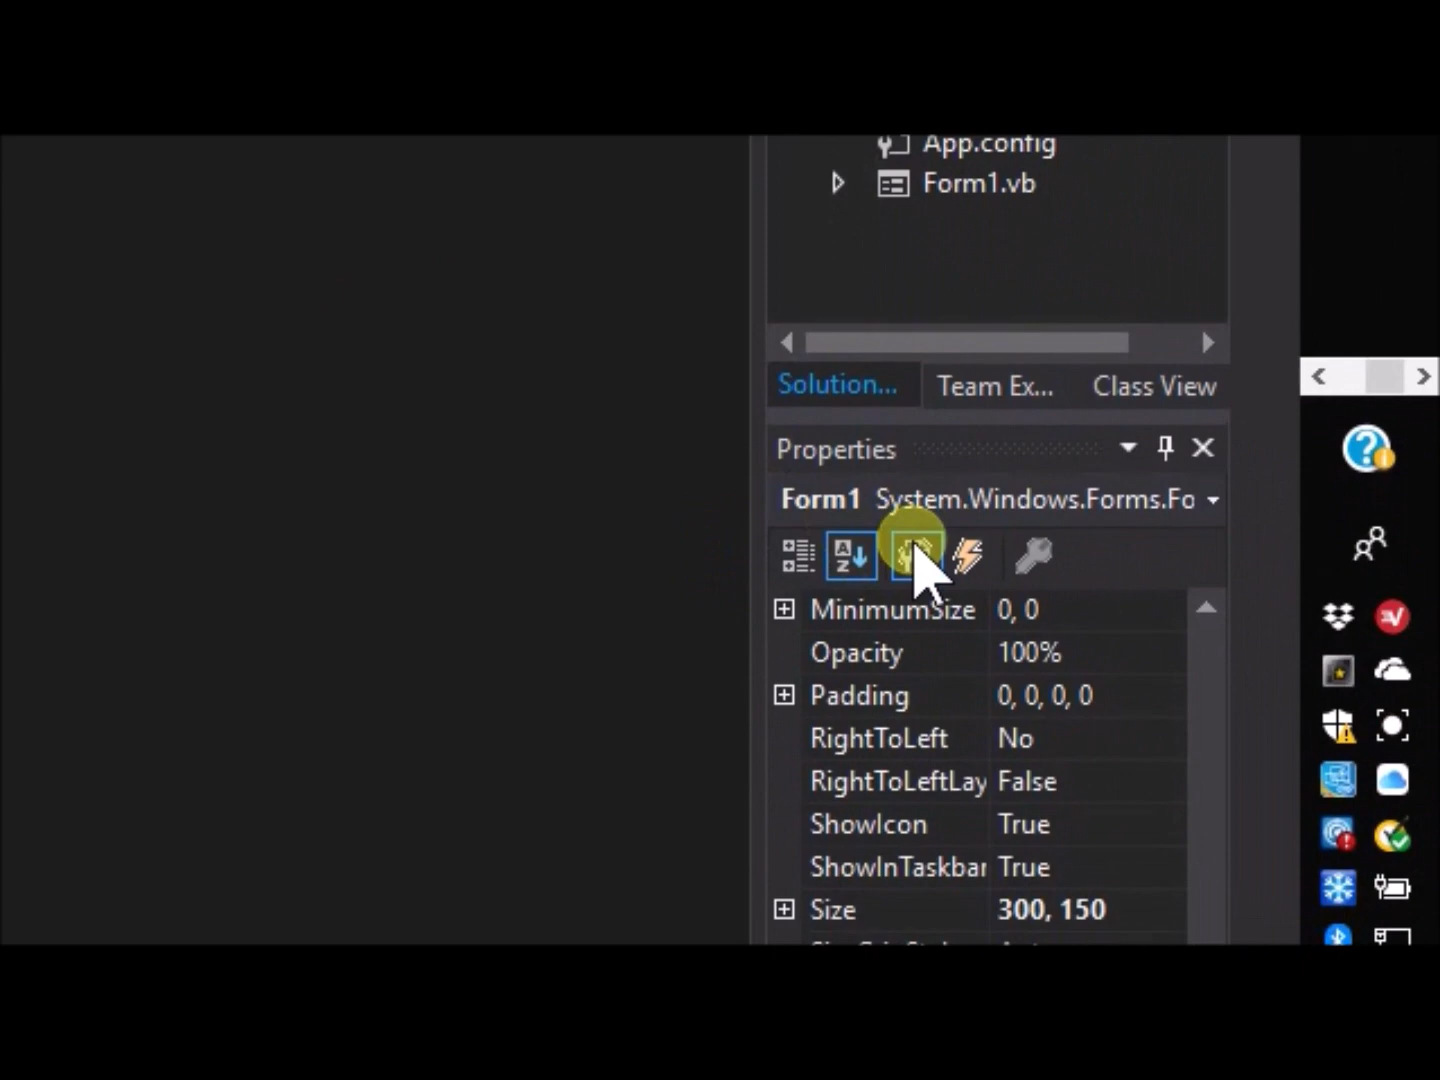 App.config
Form1.vb
Solution... Team Ex... Class View
Properties
Form1 System.Windows.Forms.Fo
MinimumSize 0, 0
Opacity 100%
Padding 0, 0, 0, 0
RightToLeft No
RightToLeftLay False
ShowIcon True
ShowInTaskbar True
Size 300, 150